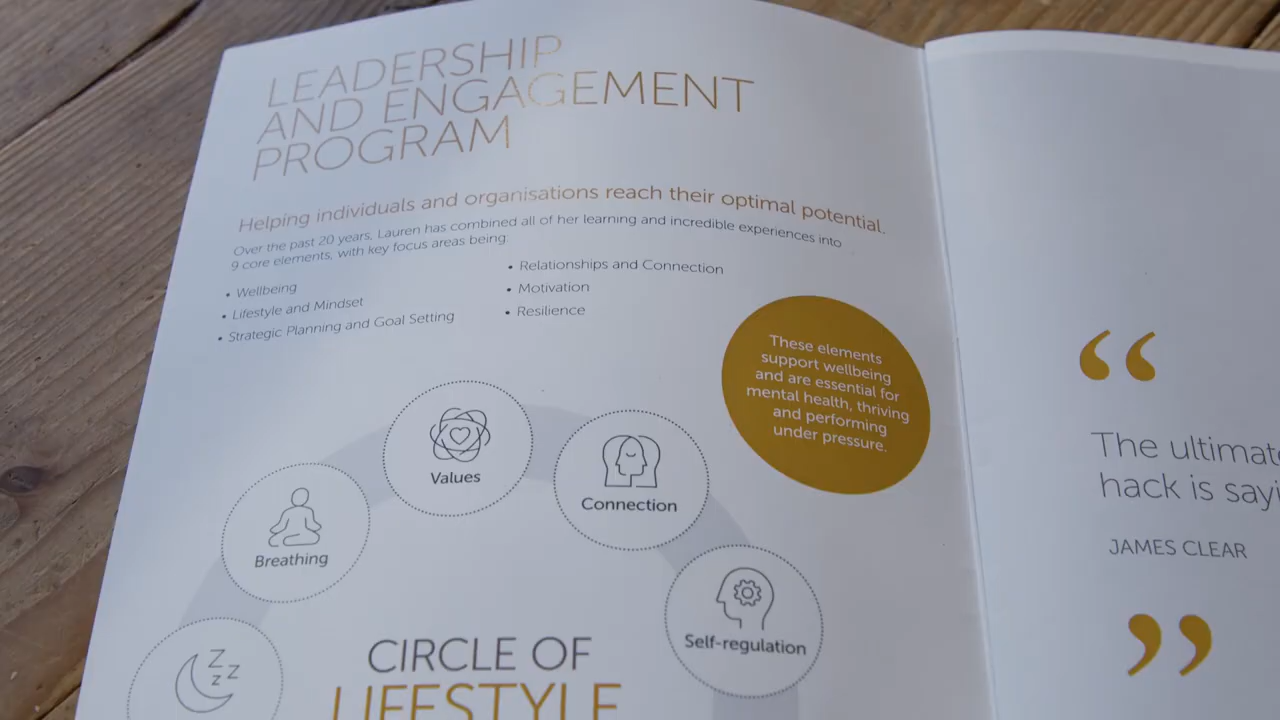 LEADERSHIP
AND ENGAGEMENT
PROGRAM
Helping individuals and organisations reach their optimal potential.
Over the past 20 years, Lauren has combined all of her learning and incredible experiences into
9 core elements, with key focus areas being:
• Wellbeing
• Lifestyle and Mindset
• Strategic Planning and Goal Setting
• Relationships and Connection
• Motivation
• Resilience
These elements
support wellbeing
and are essential for
mental health, thriving
and performing
under pressure.
Values
Connection
Breathing
Self-regulation
Z Z
z
CIRCLE OF
LIFESTYLE
“
The ultimate
hack is
JAMES CLEAR
”